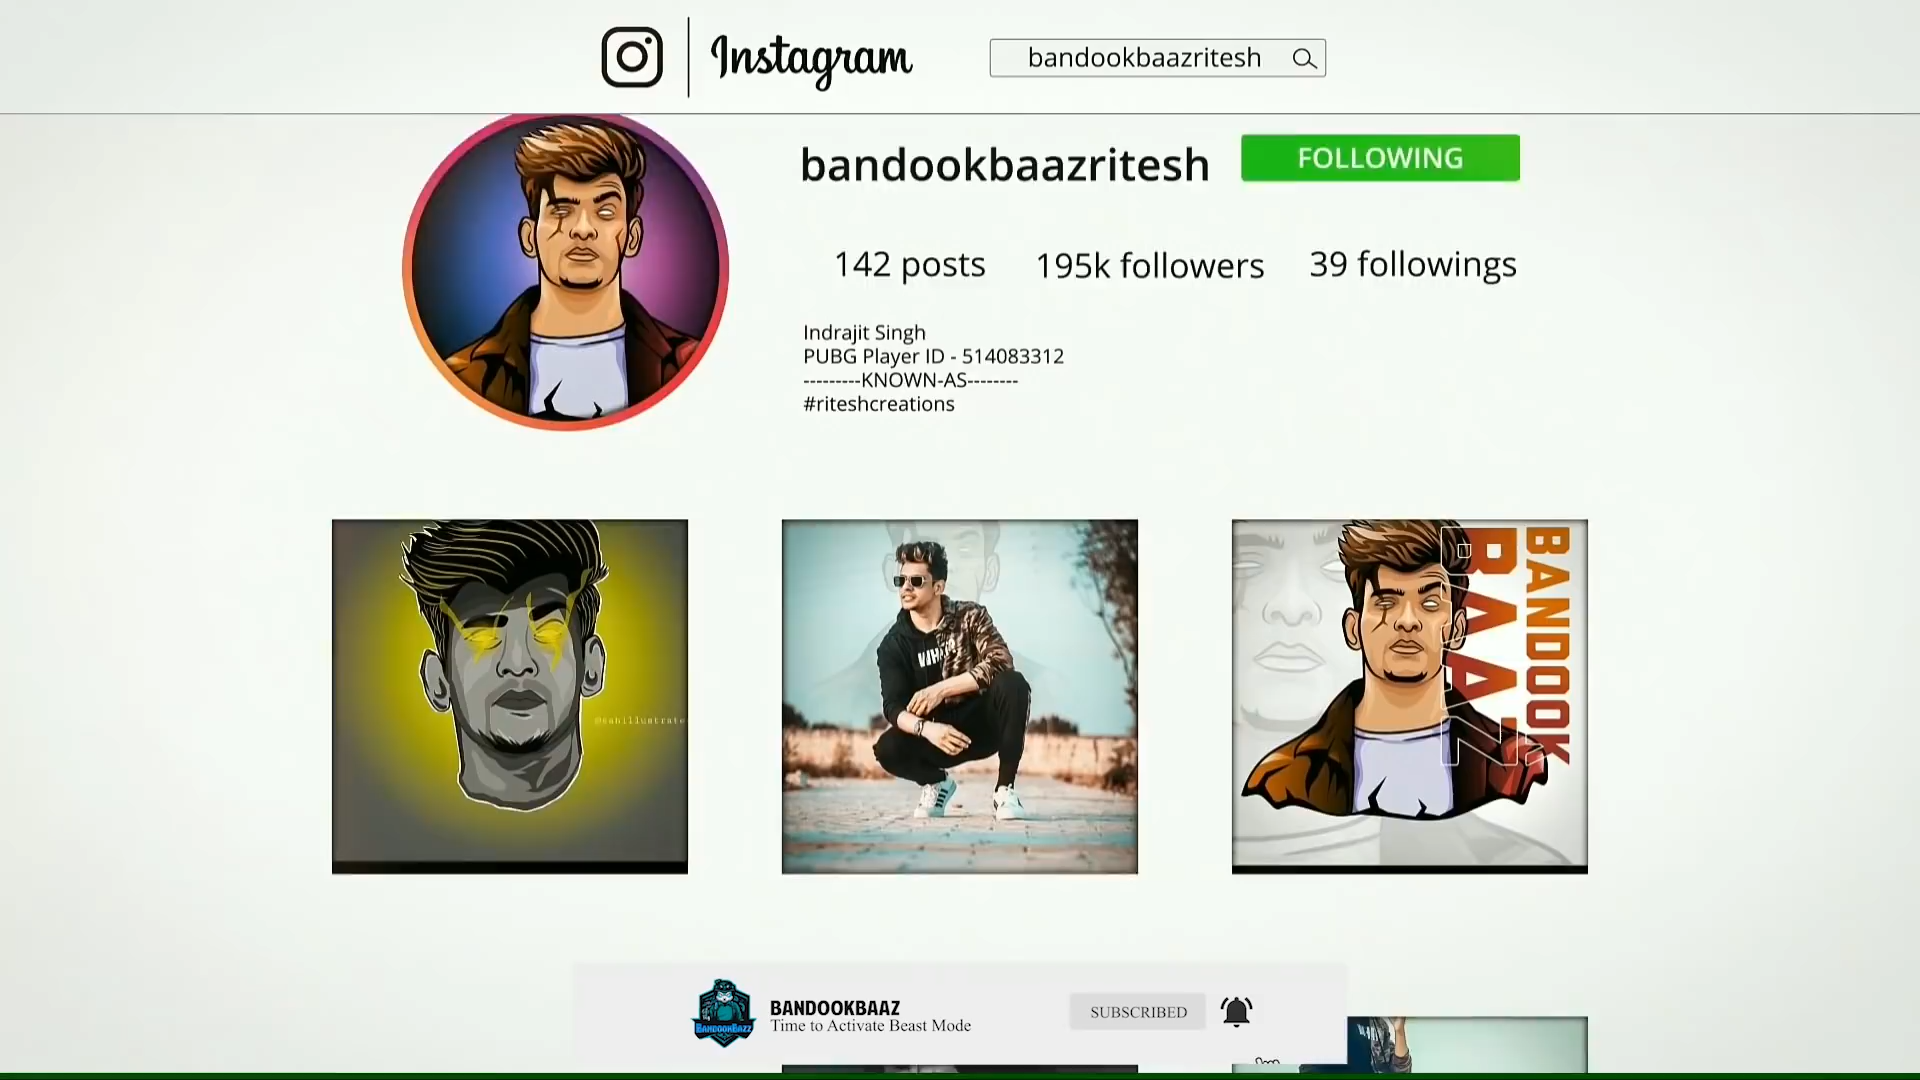 Instagram
bandookbaazritesh
bandookbaazritesh
FOLLOWING
142 posts
195k followers
39 followings
Indrajit Singh
PUBG Player ID - 514083312
---------KNOWN-AS--------
#riteshcreations
BANDOOK
BAAZ
BANDOOKBAZZ
BANDOOKBAAZ
Time to Activate Beast Mode
SUBSCRIBED